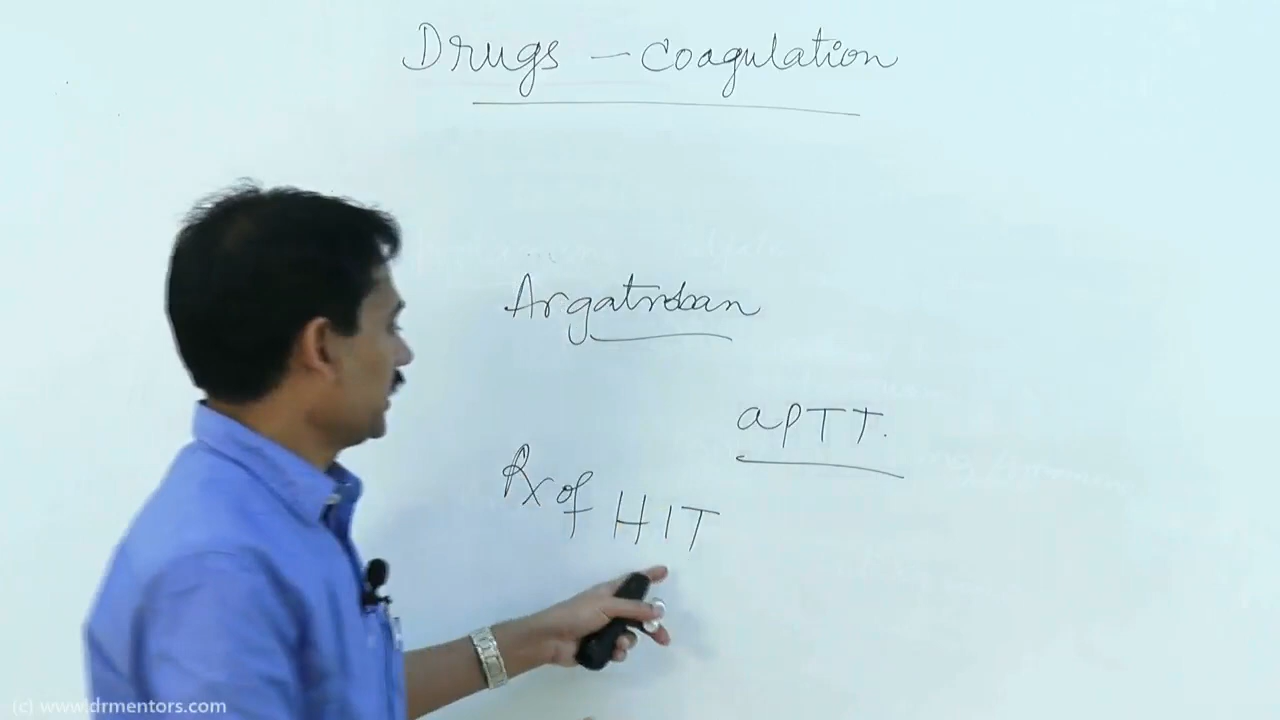 Drugs - Coagulation
Argatroban
aPTT.
Rx of HIT
(c) www.drmentors.com